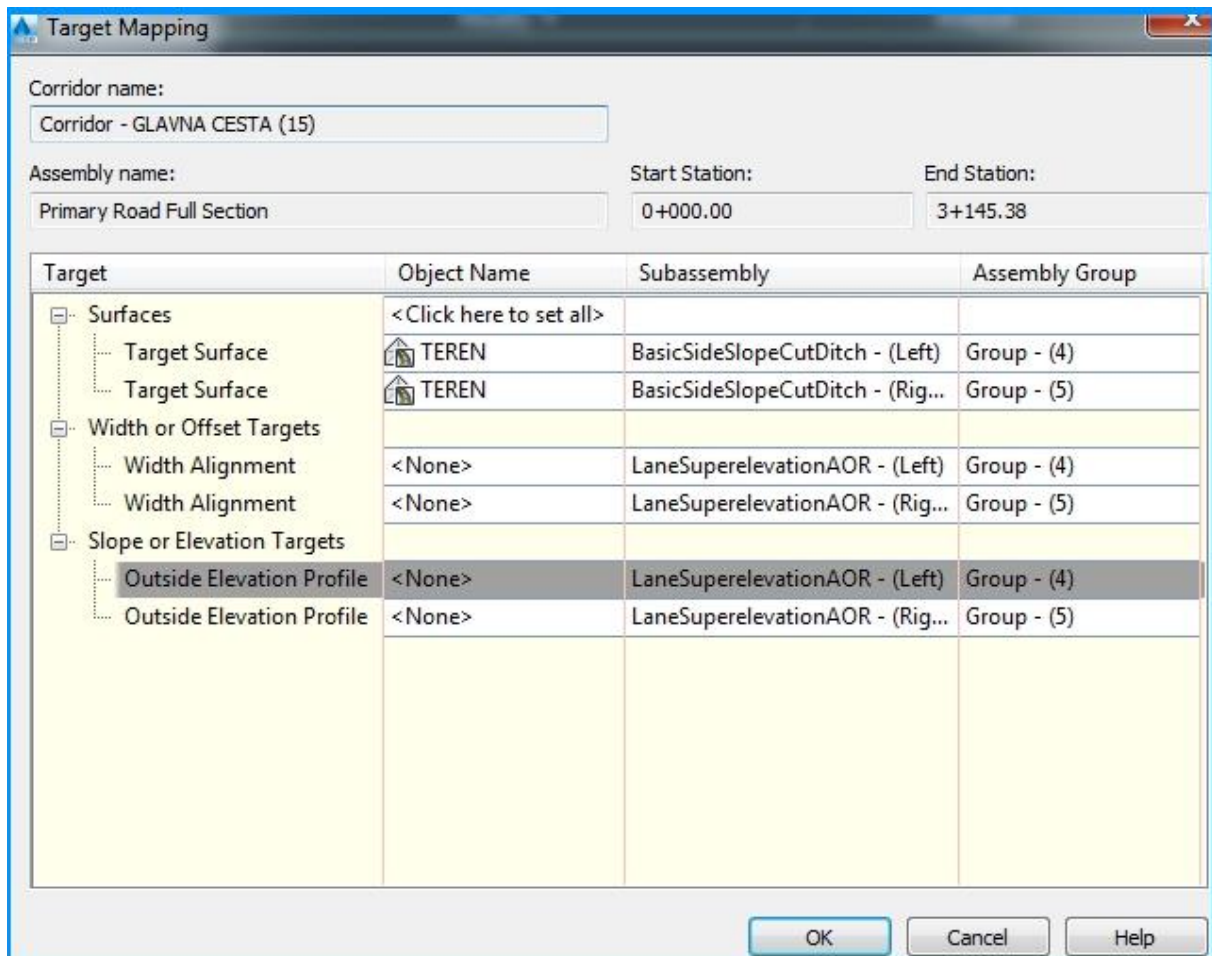 Target Mapping
Corridor name:
Corridor - GLAVNA CESTA (15)
Assembly name: Start Station: End Station:
Primary Road Full Section 0+000.00 3+145.38
Target Object Name Subassembly Assembly Group
Surfaces <Click here to set all>
Target Surface TEREN BasicSideSlopeCutDitch - (Left) Group - (4)
Target Surface TEREN BasicSideSlopeCutDitch - (Rig... Group - (5)
Width or Offset Targets
Width Alignment <None> LaneSuperelevationAOR - (Left) Group - (4)
Width Alignment <None> LaneSuperelevationAOR - (Rig... Group - (5)
Slope or Elevation Targets
Outside Elevation Profile <None> LaneSuperelevationAOR - (Left) Group - (4)
Outside Elevation Profile <None> LaneSuperelevationAOR - (Rig... Group - (5)
OK Cancel Help